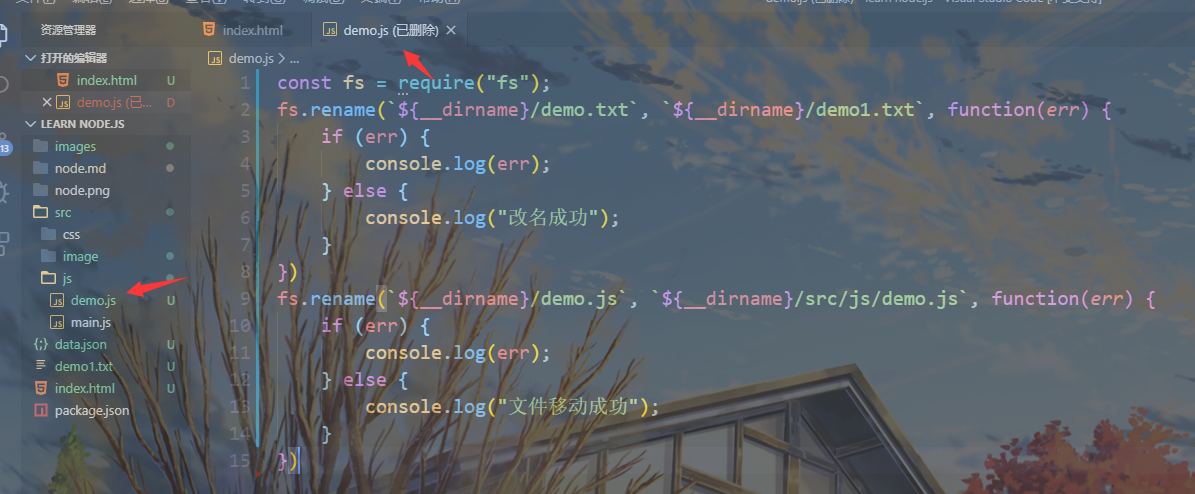 资源管理器
index.html
demo.js (已删除) ×
打开的编辑器
index.html U
× demo.js (已... D
demo.js > ...
LEARN NODE.JS
images
node.md
node.png
src
css
image
js
demo.js U
main.js
data.json U
demo1.txt U
index.html U
package.json
13
1 const fs = require("fs");
2 fs.rename(`${__dirname}/demo.txt`, `${__dirname}/demo1.txt`, function(err) {
3 if (err) {
4 console.log(err);
5 } else {
6 console.log("改名成功");
7 }
8 })
9 fs.rename(`${__dirname}/demo.js`, `${__dirname}/src/js/demo.js`, function(err) {
10 if (err) {
11 console.log(err);
12 } else {
13 console.log("文件移动成功");
14 }
15 })